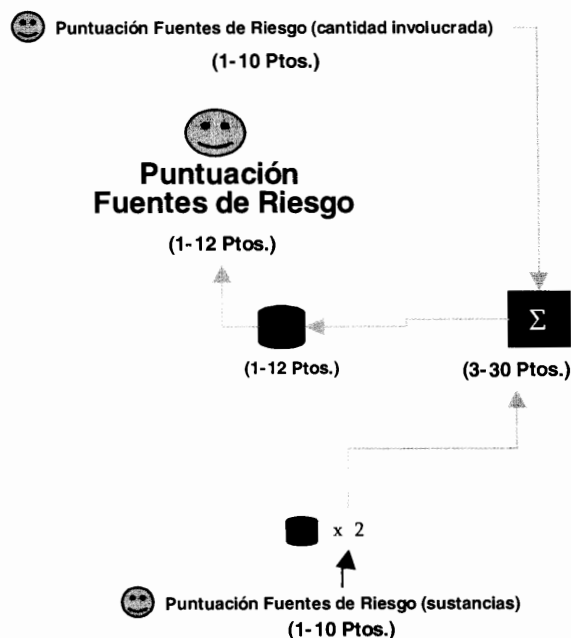 Puntuación Fuentes de Riesgo (cantidad involucrada)
(1-10 Ptos.)
Puntuación
Fuentes de Riesgo
(1-12 Ptos.)
Σ
(1-12 Ptos.)
(3-30 Ptos.)
x 2
Puntuación Fuentes de Riesgo (sustancias)
(1-10 Ptos.)